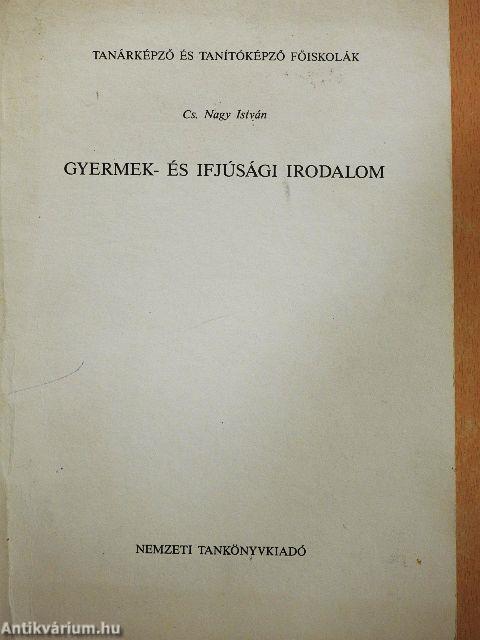 TANÁRKÉPZŐ ÉS TANÍTÓKÉPZŐ FŐISKOLÁK
Cs. Nagy István
GYERMEK- ÉS IFJÚSÁGI IRODALOM
NEMZETI TANKÖNYVKIADÓ
Antikvárium.hu